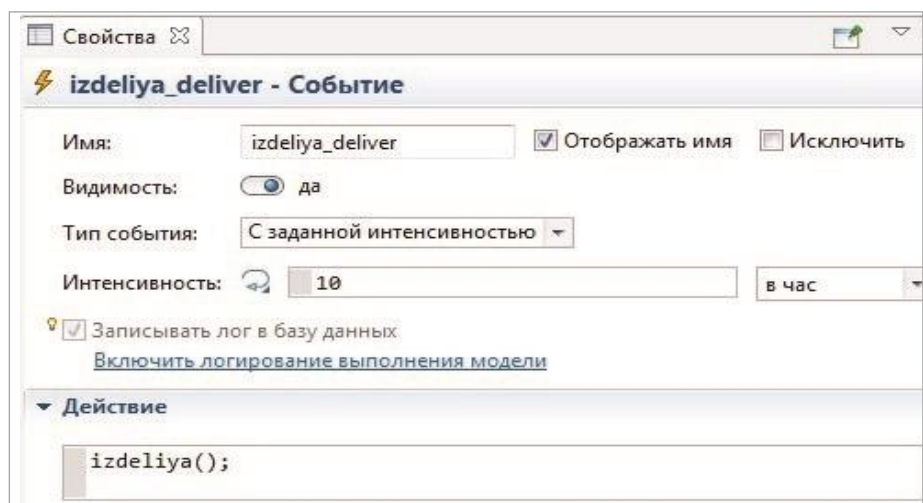 Свойства
izdeliya_deliver - Событие
Имя: izdeliya_deliver Отображать имя Исключить
Видимость: да
Тип события: С заданной интенсивностью
Интенсивность: 10 в час
Записывать лог в базу данных
Включить логирование выполнения модели
Действие
izdeliya();